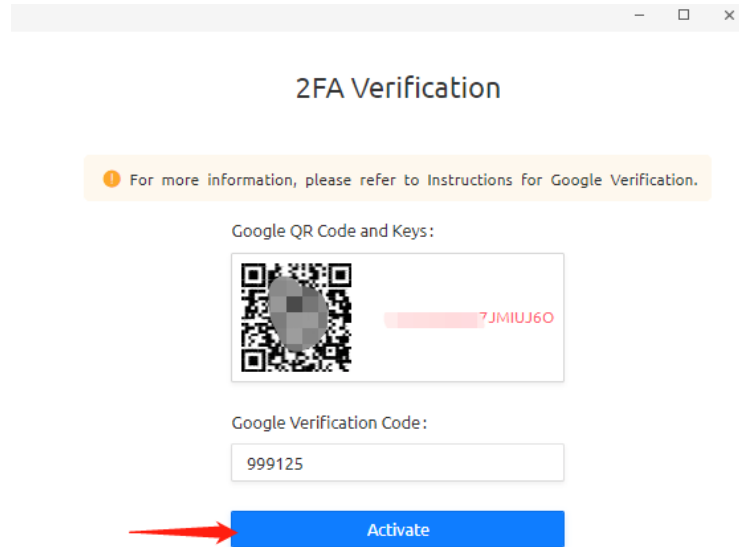 2FA Verification
For more information, please refer to Instructions for Google Verification.
Google QR Code and Keys:
7JMIUJ6O
Google Verification Code:
999125
Activate